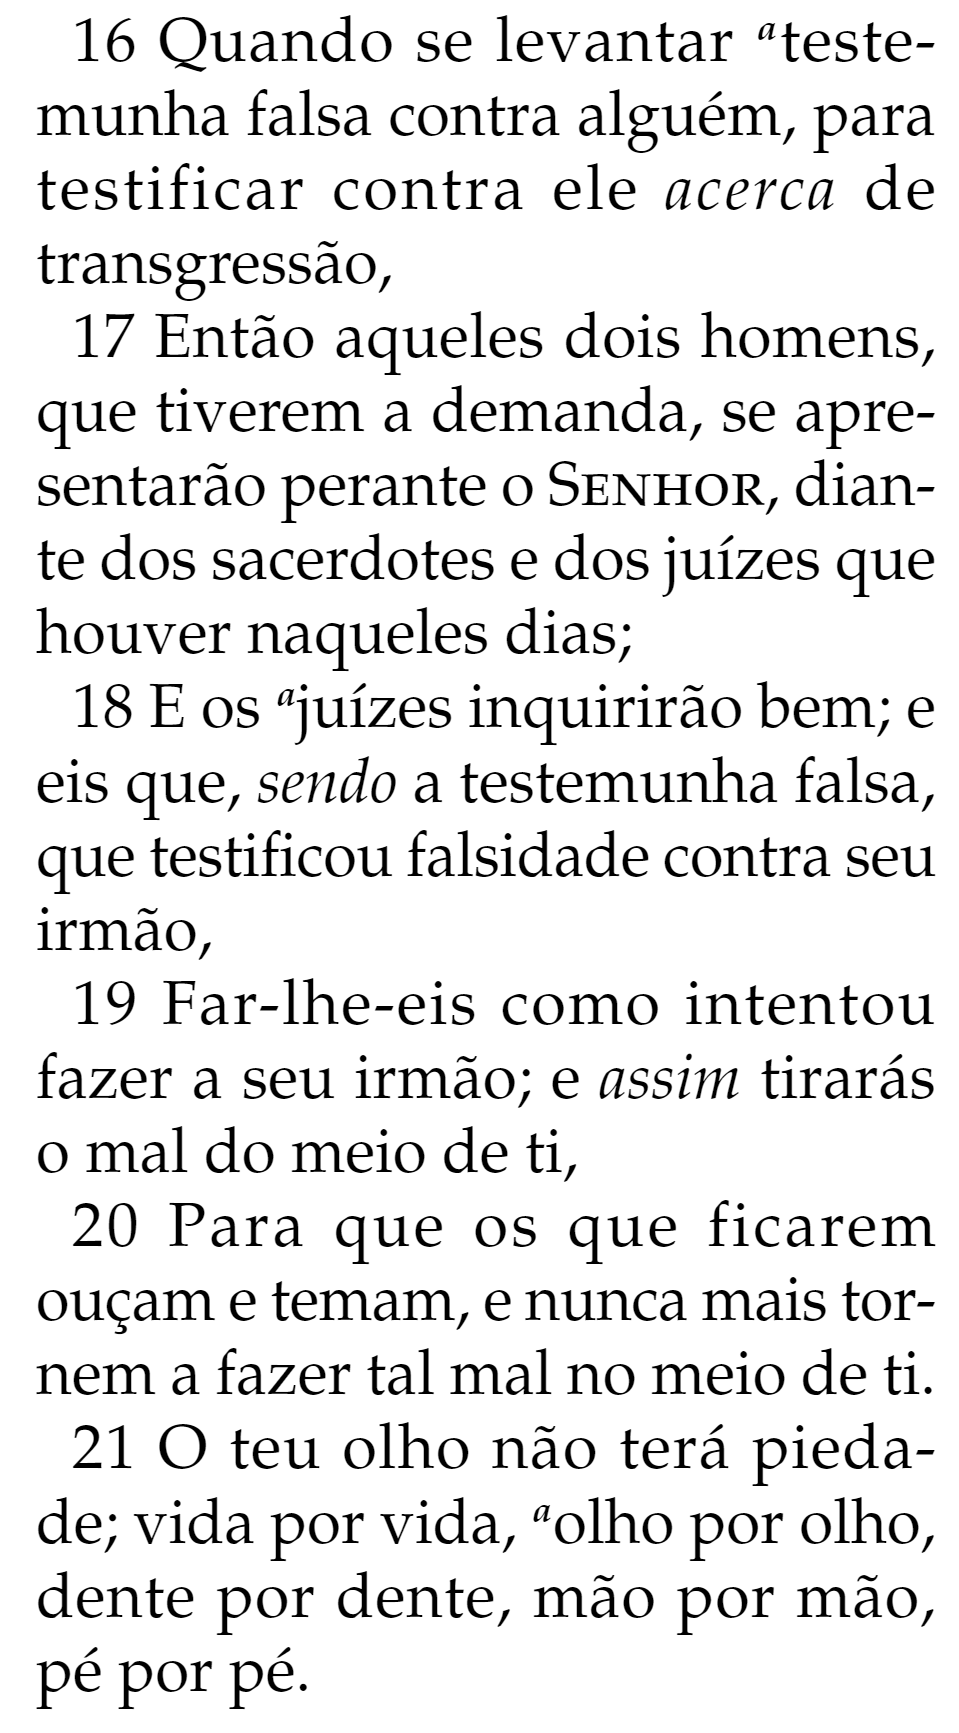 16 Quando se levantar ªteste-
munha falsa contra alguém, para
testificar contra ele acerca de
transgressão,
17 Então aqueles dois homens,
que tiverem a demanda, se apre-
sentarão perante o SENHOR, dian-
te dos sacerdotes e dos juízes que
houver naqueles dias;
18 E os ªjuízes inquirirão bem; e
eis que, sendo a testemunha falsa,
que testificou falsidade contra seu
irmão,
19 Far-lhe-eis como intentou
fazer a seu irmão; e assim tirarás
o mal do meio de ti,
20 Para que os que ficarem
ouçam e temam, e nunca mais tor-
nem a fazer tal mal no meio de ti.
21 O teu olho não terá pieda-
de; vida por vida, ªolho por olho,
dente por dente, mão por mão,
pé por pé.